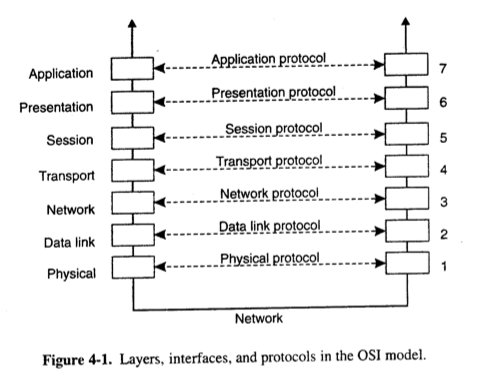 Application Application protocol 7
Presentation Presentation protocol 6
Session Session protocol 5
Transport Transport protocol 4
Network Network protocol 3
Data link Data link protocol 2
Physical Physical protocol 1
Network
Figure 4-1. Layers, interfaces, and protocols in the OSI model.